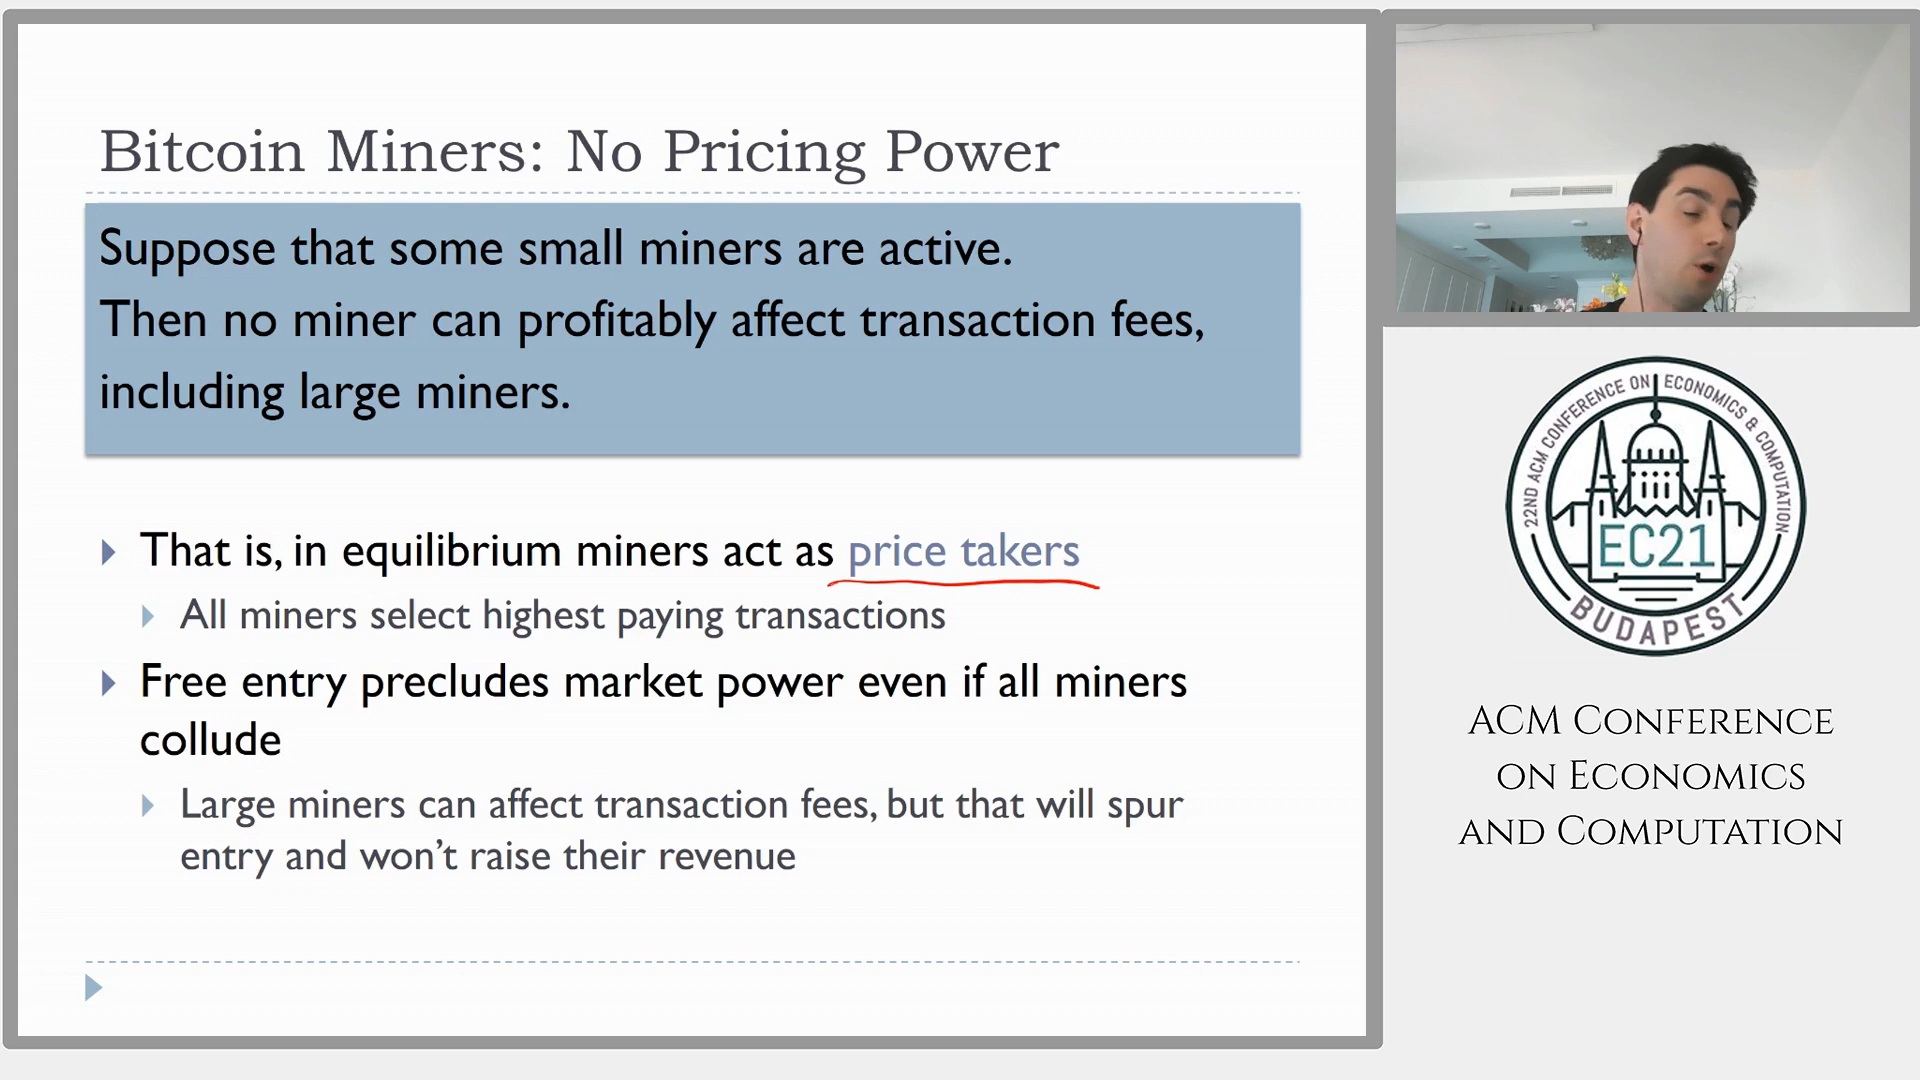 Bitcoin Miners: No Pricing Power
Suppose that some small miners are active.
Then no miner can profitably affect transaction fees,
including large miners.
That is, in equilibrium miners act as price takers
All miners select highest paying transactions
Free entry precludes market power even if all miners
collude
Large miners can affect transaction fees, but that will spur
entry and won’t raise their revenue
22ND ACM CONFERENCE ON ECONOMICS & COMPUTATION
EC21
BUDAPEST
ACM Conference
on Economics
and Computation